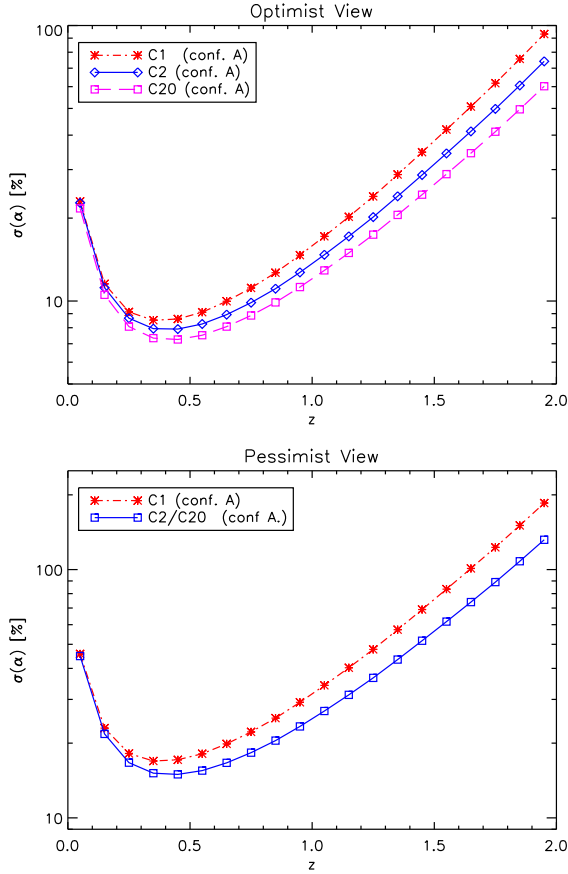 Optimist View
100
C1 (conf. A)
C2 (conf. A)
C20 (conf. A)
σ(α) [%]
10
0.0 0.5 1.0 1.5 2.0
z
Pessimist View
C1 (conf. A)
C2/C20 (conf A.)
100
σ(α) [%]
10
0.0 0.5 1.0 1.5 2.0
z